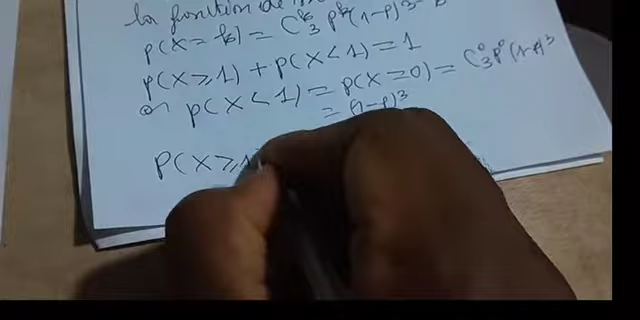 la fonction de
P(X = k) = C₃ᵏ pᵏ (1-p)³⁻ᵏ
P(X ≥ 1) + P(X < 1) = 1
or P(X < 1) = P(X = 0) = C₃⁰ p⁰ (1-p)³
= (1-p)³
P(X ≥ 1